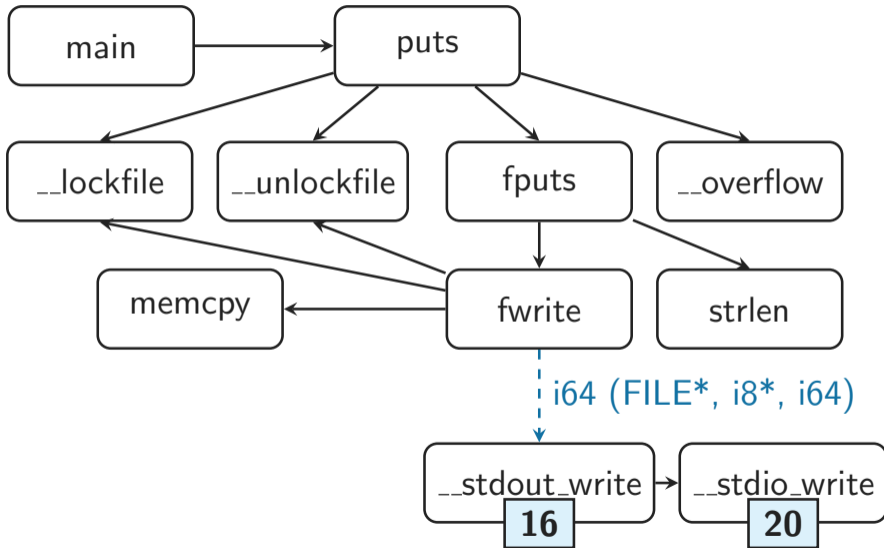 main
puts
__lockfile
__unlockfile
fputs
__overflow
memcpy
fwrite
strlen
i64 (FILE*, i8*, i64)
__stdout_write
__stdio_write
16
20